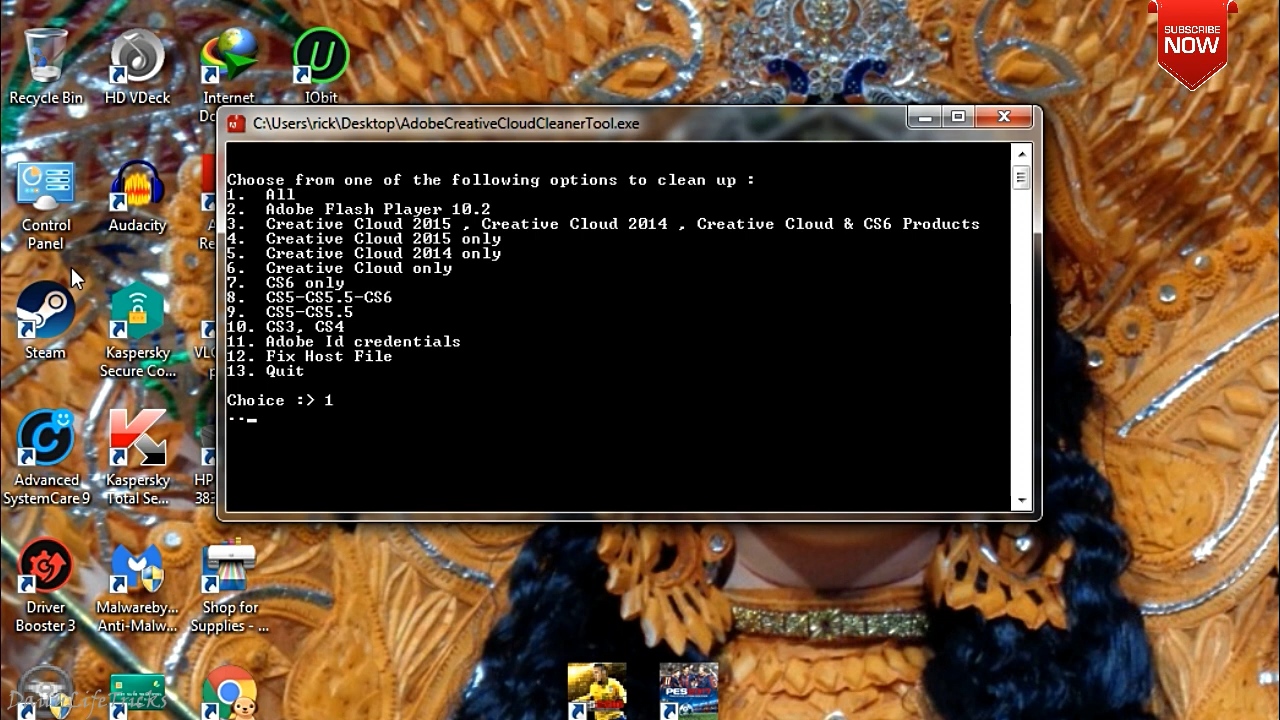 SUBSCRIBE
NOW
Recycle Bin
HD VDeck
Internet
IObit
C:\Users\rick\Desktop\AdobeCreativeCloudCleanerTool.exe
Choose from one of the following options to clean up :
1. All
2. Adobe Flash Player 10.2
3. Creative Cloud 2015 , Creative Cloud 2014 , Creative Cloud & CS6 Products
4. Creative Cloud 2015 only
5. Creative Cloud 2014 only
6. Creative Cloud only
7. CS6 only
8. CS5-CS5.5-CS6
9. CS5-CS5.5
10. CS3, CS4
11. Adobe Id credentials
12. Fix Host File
13. Quit
Choice :> 1
--
Control
Panel
Audacity
Steam
Kaspersky
Secure Co...
Advanced
SystemCare 9
Kaspersky
Total Se...
HP
Driver
Booster 3
Malwareby...
Anti-Malw...
Shop for
Supplies - ...